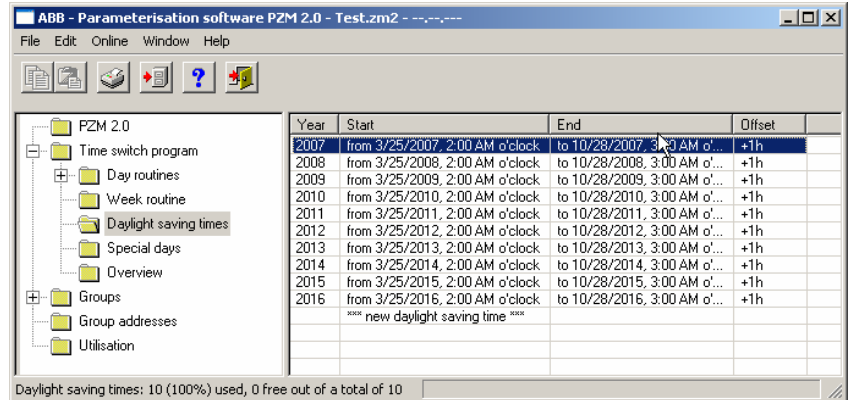 ABB - Parameterisation software PZM 2.0 - Test.zm2 - --.--.---
File Edit Online Window Help
PZM 2.0
Time switch program
Day routines
Week routine
Daylight saving times
Special days
Overview
Groups
Group addresses
Utilisation
Year Start End Offset
2007 from 3/25/2007, 2:00 AM o'clock to 10/28/2007, 3:00 AM o'... +1h
2008 from 3/25/2008, 2:00 AM o'clock to 10/28/2008, 3:00 AM o'... +1h
2009 from 3/25/2009, 2:00 AM o'clock to 10/28/2009, 3:00 AM o'... +1h
2010 from 3/25/2010, 2:00 AM o'clock to 10/28/2010, 3:00 AM o'... +1h
2011 from 3/25/2011, 2:00 AM o'clock to 10/28/2011, 3:00 AM o'... +1h
2012 from 3/25/2012, 2:00 AM o'clock to 10/28/2012, 3:00 AM o'... +1h
2013 from 3/25/2013, 2:00 AM o'clock to 10/28/2013, 3:00 AM o'... +1h
2014 from 3/25/2014, 2:00 AM o'clock to 10/28/2014, 3:00 AM o'... +1h
2015 from 3/25/2015, 2:00 AM o'clock to 10/28/2015, 3:00 AM o'... +1h
2016 from 3/25/2016, 2:00 AM o'clock to 10/28/2016, 3:00 AM o'... +1h
*** new daylight saving time ***
Daylight saving times: 10 (100%) used, 0 free out of a total of 10